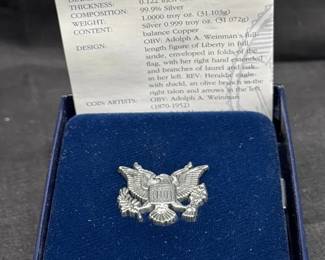 THICKNESS: 0.122 inch
COMPOSITION: 99.9% Silver
WEIGHT: 1.0000 troy oz. (31.103g)
CONTENT: Silver 0.999 troy oz. (31.072g)
balance Copper
DESIGN: OBV: Adolph A. Weinman's full-
length figure of Liberty in full
stride, enveloped in folds of the
flag, with her right hand extended
and branches of laurel and oak
in her left. REV: Heraldic eagle
with shield, an olive branch in the
right talon and arrows in the left.
COIN ARTISTS: OBV: Adolph A. Weinman
(1870-1952)